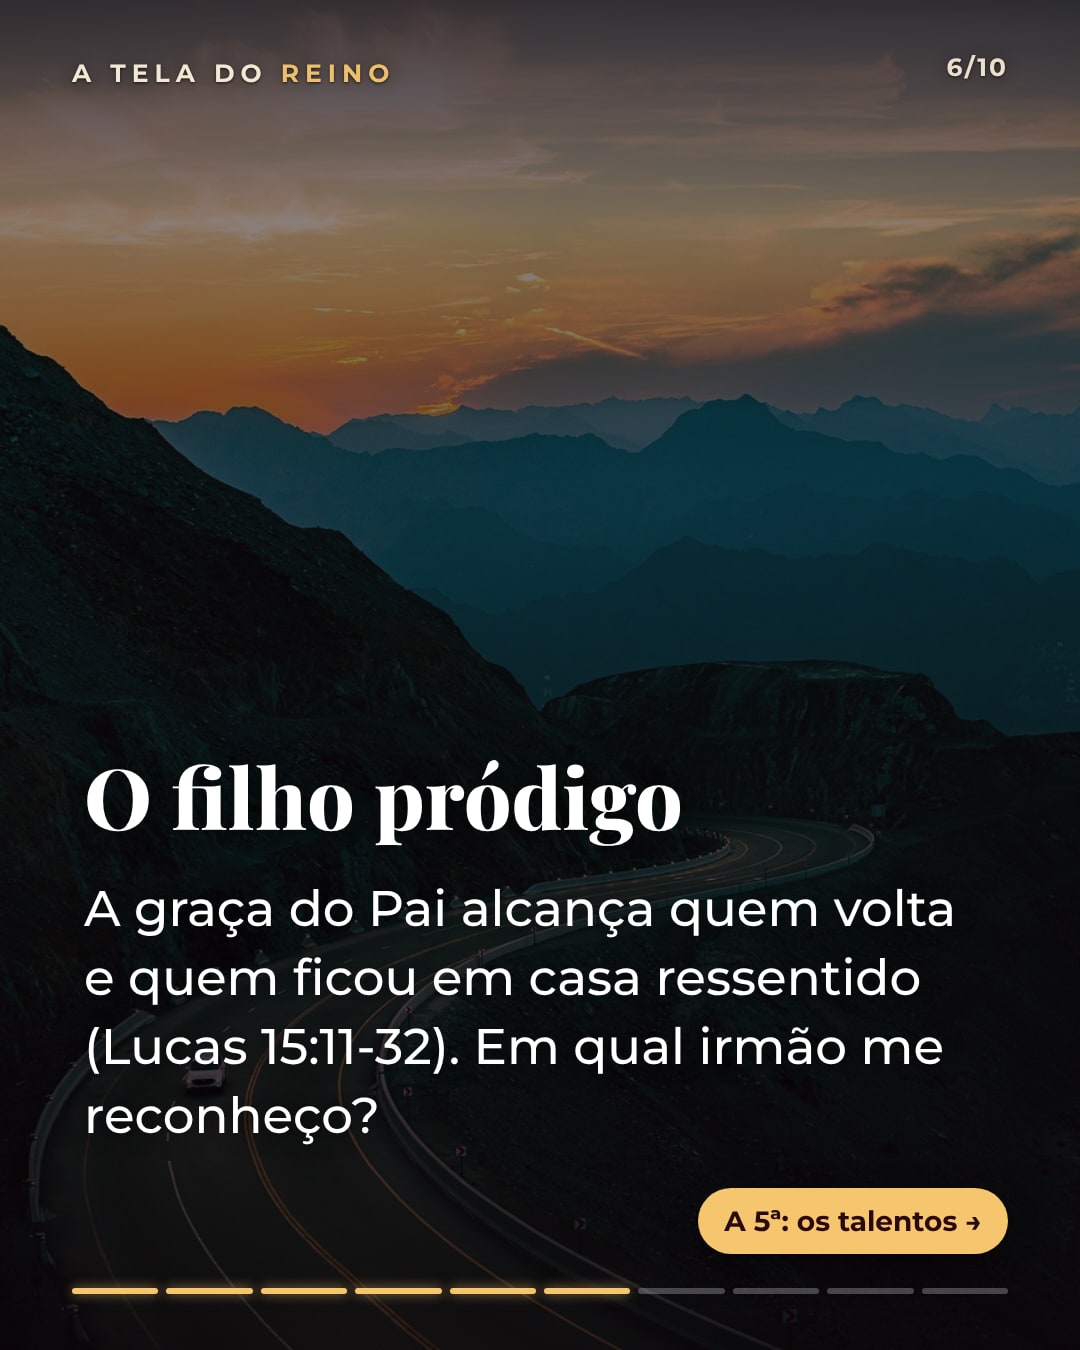 A TELA DO REINO
6/10
O filho pródigo
A graça do Pai alcança quem volta
e quem ficou em casa ressentido
(Lucas 15:11-32). Em qual irmão me
reconheço?
A 5ª: os talentos →